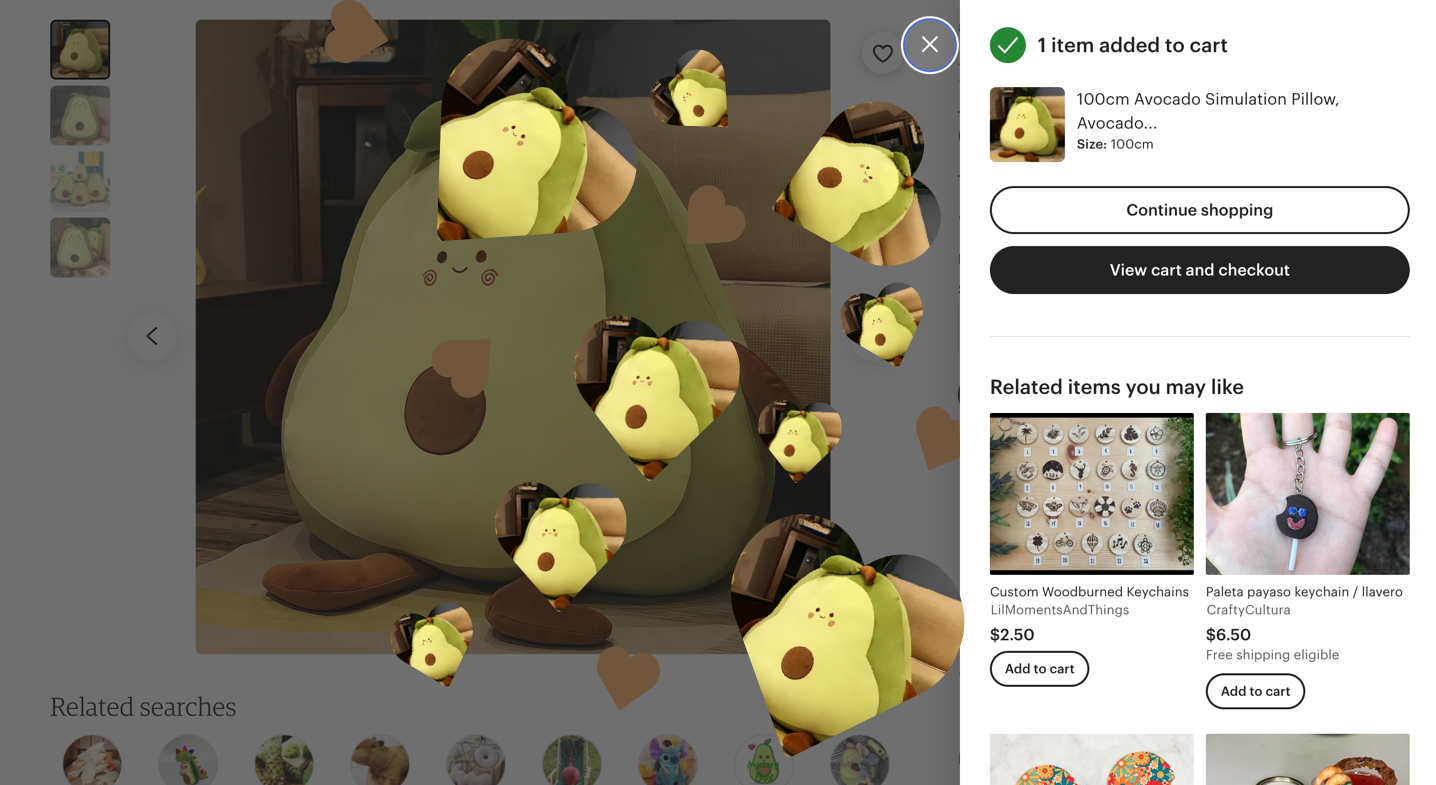 1 item added to cart
100cm Avocado Simulation Pillow,
Avocado...
Size: 100cm
Continue shopping
View cart and checkout
Related items you may like
Custom Woodburned Keychains
LilMomentsAndThings
$2.50
Add to cart
Paleta payaso keychain / llavero
CraftyCultura
$6.50
Free shipping eligible
Add to cart
Related searches